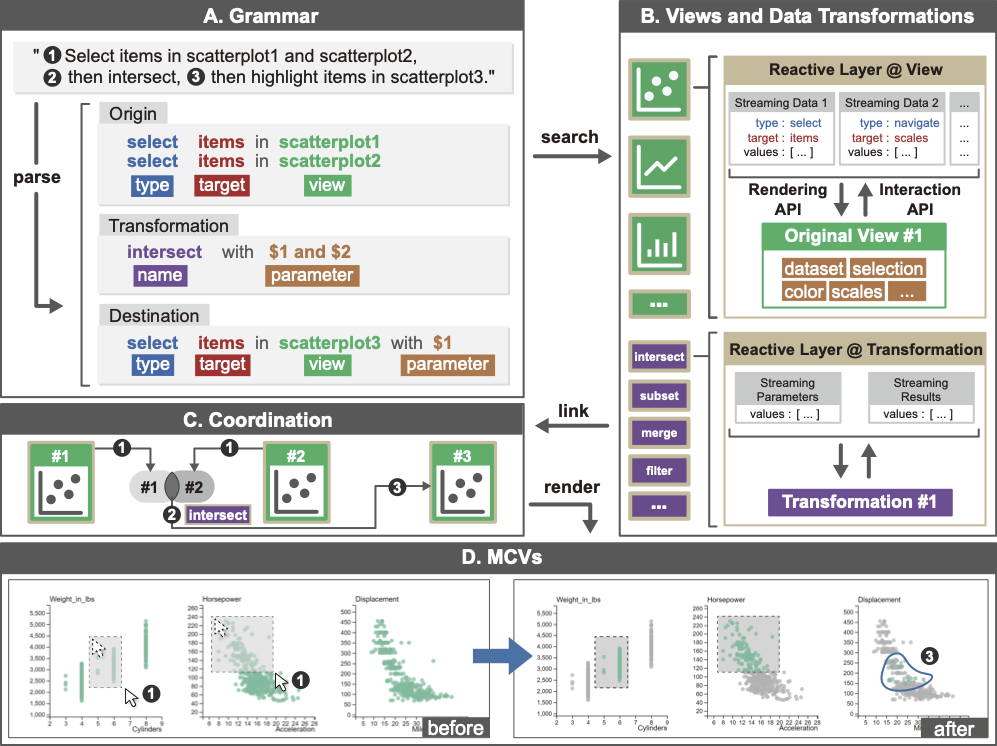 A. Grammar
" 1 Select items in scatterplot1 and scatterplot2,
2 then intersect, 3 then highlight items in scatterplot3."
parse
Origin
select items in scatterplot1
select items in scatterplot2
type target view
Transformation
intersect with $1 and $2
name parameter
Destination
select items in scatterplot3 with $1
type target view parameter
search
link
render
B. Views and Data Transformations
Reactive Layer @ View
Streaming Data 1 Streaming Data 2 ...
type : select type : navigate ...
target : items target : scales ...
values : [ ... ] values : [ ... ] ...
Rendering API
Interaction API
Original View #1
dataset selection
color scales ...
...
intersect
subset
merge
filter
...
Reactive Layer @ Transformation
Streaming Parameters
values : [ ... ]
Streaming Results
values : [ ... ]
Transformation #1
C. Coordination
#1 1 1 #2 #3
#1 #2 3
2 intersect
D. MCVs
Weight_in_lbs
5,500
5,000
4,500
4,000
3,500
3,000
2,500
2,000
1,500
1,000
2 3 4 5 6 7 8 9
Cylinders
1
Horsepower
260
240
220
200
180
160
140
120
100
80
60
40
20
6 8 10 12 14 16 18 20 22 24 26 28
Acceleration
1
Displacement
500
450
400
350
300
250
200
150
100
50
0
5 10 15 20 25 30
before
Weight_in_lbs
5,500
5,000
4,500
4,000
3,500
3,000
2,500
2,000
1,500
1,000
2 3 4 5 6 7 8 9
Cylinders
Horsepower
260
240
220
200
180
160
140
120
100
80
60
40
20
6 8 10 12 14 16 18 20 22 24 26 28
Acceleration
Displacement
500
450
400
350
300
250
200
150
100
50
0
5 10 15 20 25 30
3
after